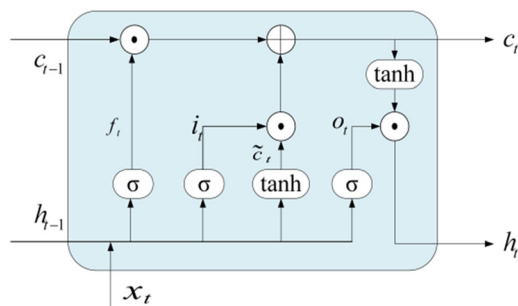 c_{t-1} c_t
tanh
f_t i_t o_t
c̃_t
σ σ tanh σ
h_{t-1} h_t
x_t